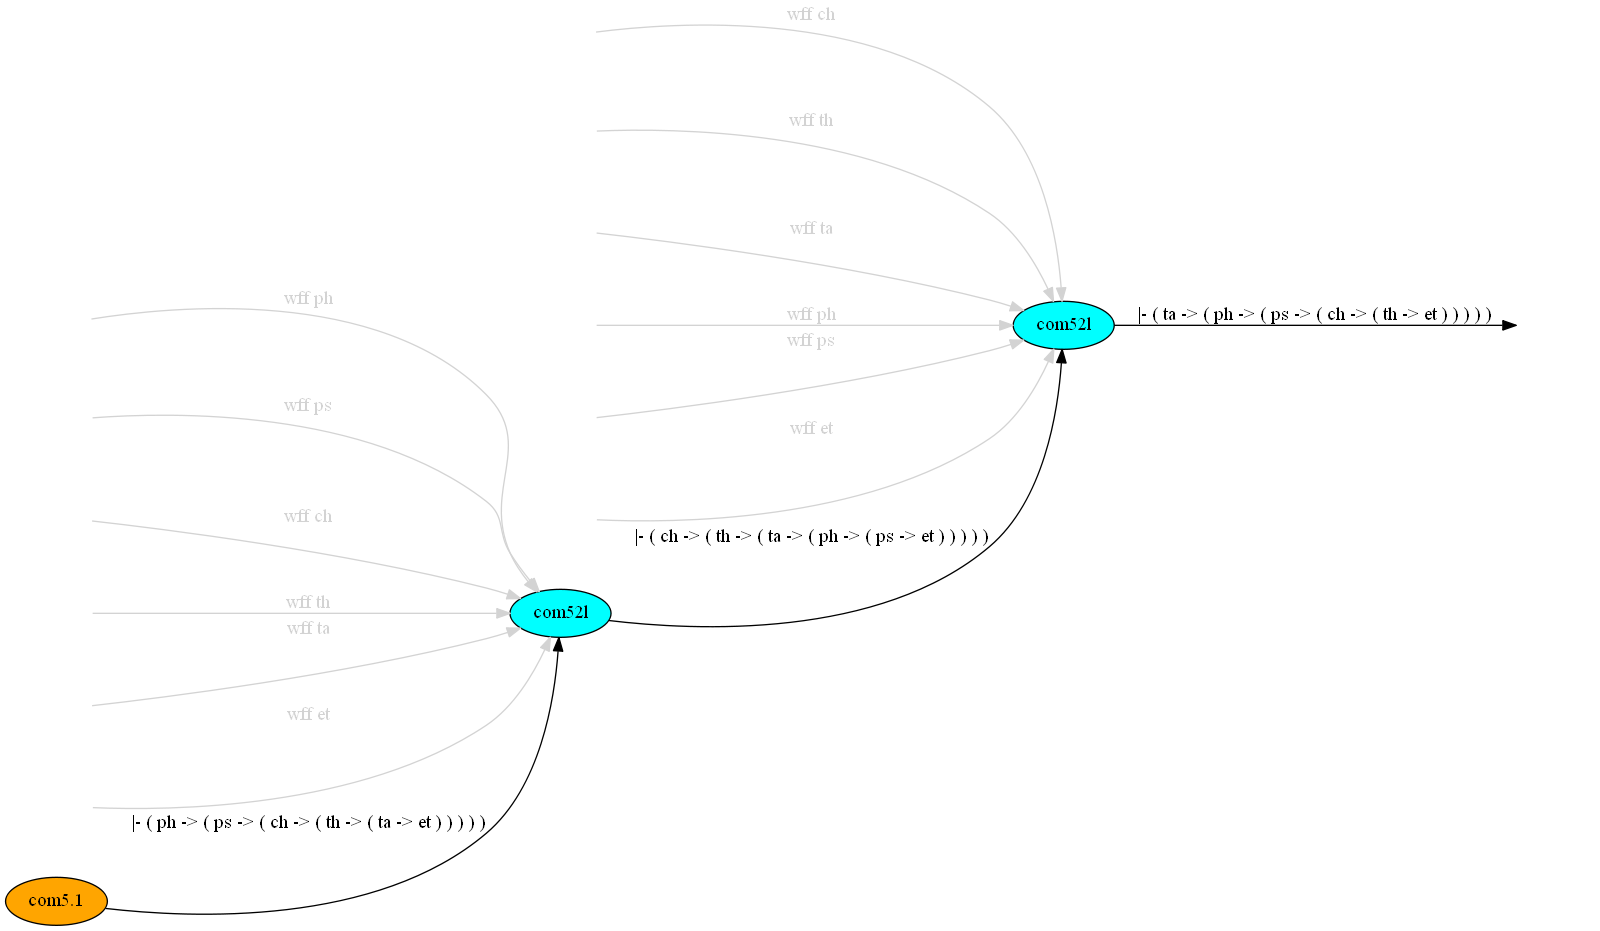 wff ch
wff th
wff ta
wff ph
|- ( ta -> ( ph -> ( ps -> ( ch -> ( th -> et ) ) ) ) )
com52l
wff ps
wff et
|- ( ch -> ( th -> ( ta -> ( ph -> ( ps -> et ) ) ) ) )
wff ph
wff ps
wff ch
wff th
com52l
wff ta
wff et
|- ( ph -> ( ps -> ( ch -> ( th -> ( ta -> et ) ) ) ) )
com5.1